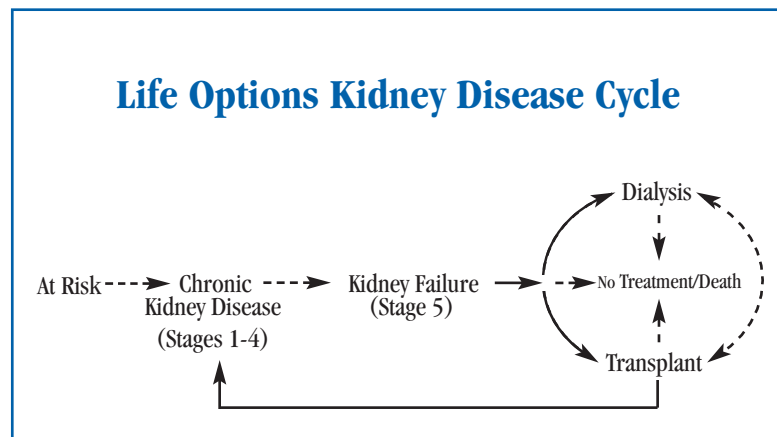 Life Options Kidney Disease Cycle
Dialysis
At Risk
Chronic
Kidney Disease
(Stages 1-4)
Kidney Failure
(Stage 5)
No Treatment/Death
Transplant